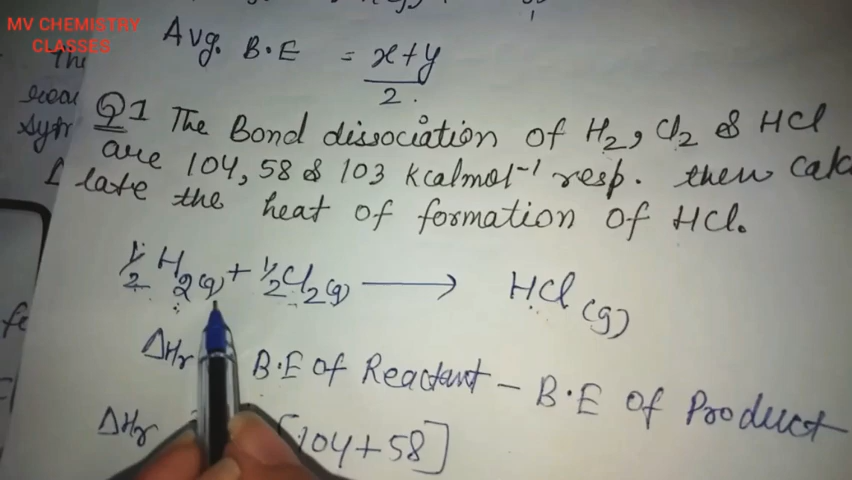 MV CHEMISTRY
CLASSES
Avg. B.E = x+y
2.
Q1 The Bond dissociation of H2, Cl2 & HCl
are 104, 58 & 103 Kcalmol⁻¹ resp. then calcu
late the heat of formation of HCl.
½ H2(g) + ½ Cl2(g) ⟶ HCl(g)
ΔHr B.E of Reactant – B.E of Product
ΔHr [104+58]